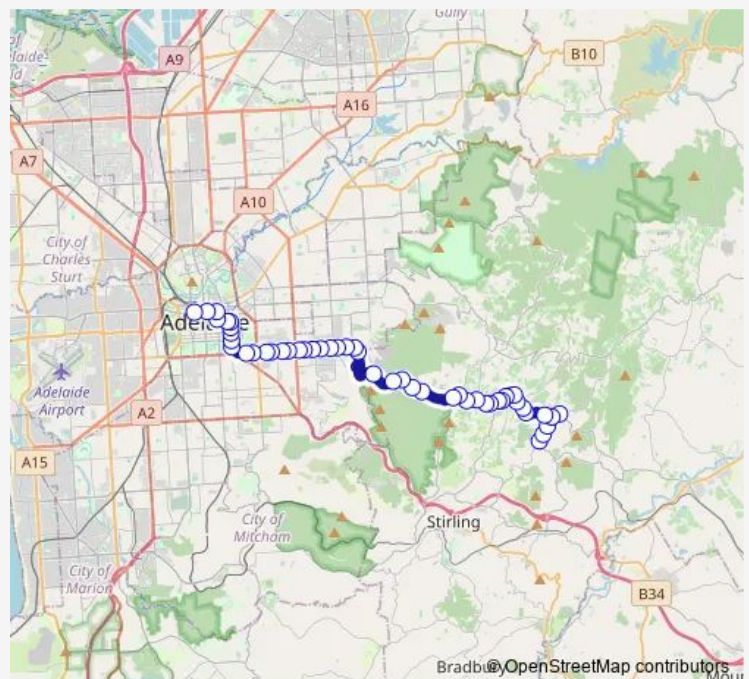 Gully
B10
A9
A16
A7
A10
City of
Charles
Sturt
Adelaide
Adelaide
Airport
A2
A15
City of
Mitcham
Stirling
City of
Marion
B34
Bradbury
© OpenStreetMap contributors